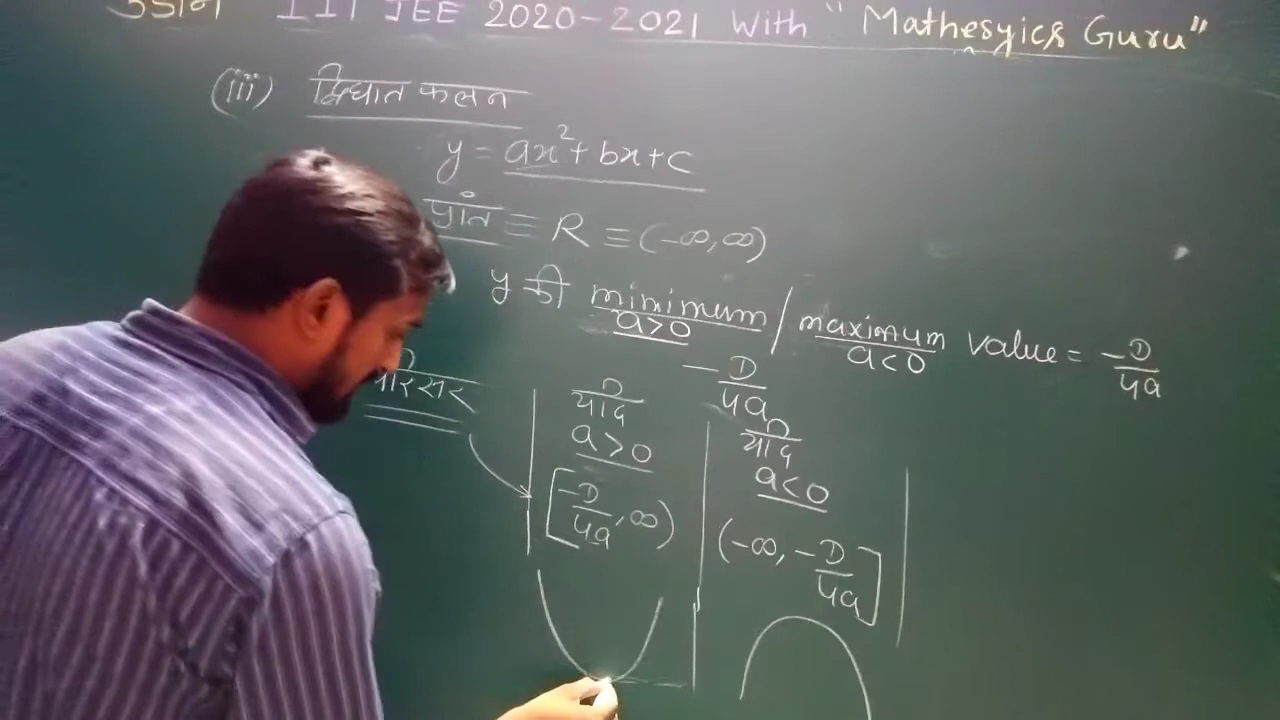 उड़ान IIT JEE 2020-2021 With "Mathesyics Guru"
(iii) द्विघात फलन
y = ax²+bx+c
प्रांत ≡ R ≡ (-∞,∞)
y की minimum / maximum value = -D/4a
a>0 a<0
-D/4a
परिसर
यदि
a>0
[-D/4a, ∞)
यदि
a<0
(-∞, -D/4a]